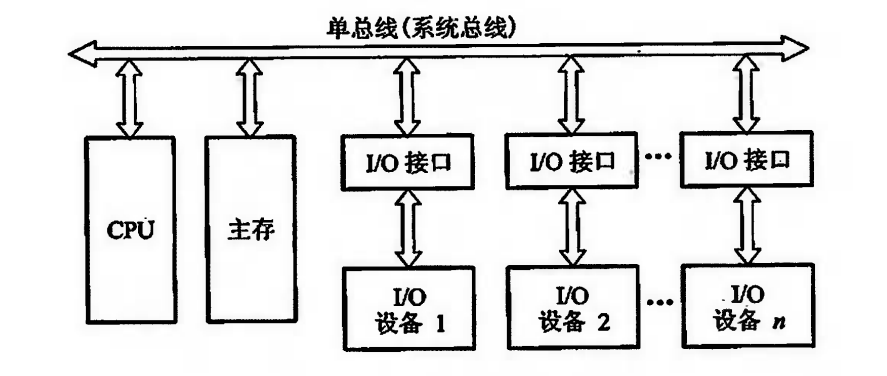 单总线(系统总线)
CPU
主存
I/O 接口
I/O 接口
···
I/O 接口
I/O
设备 1
I/O
设备 2
···
I/O
设备 n